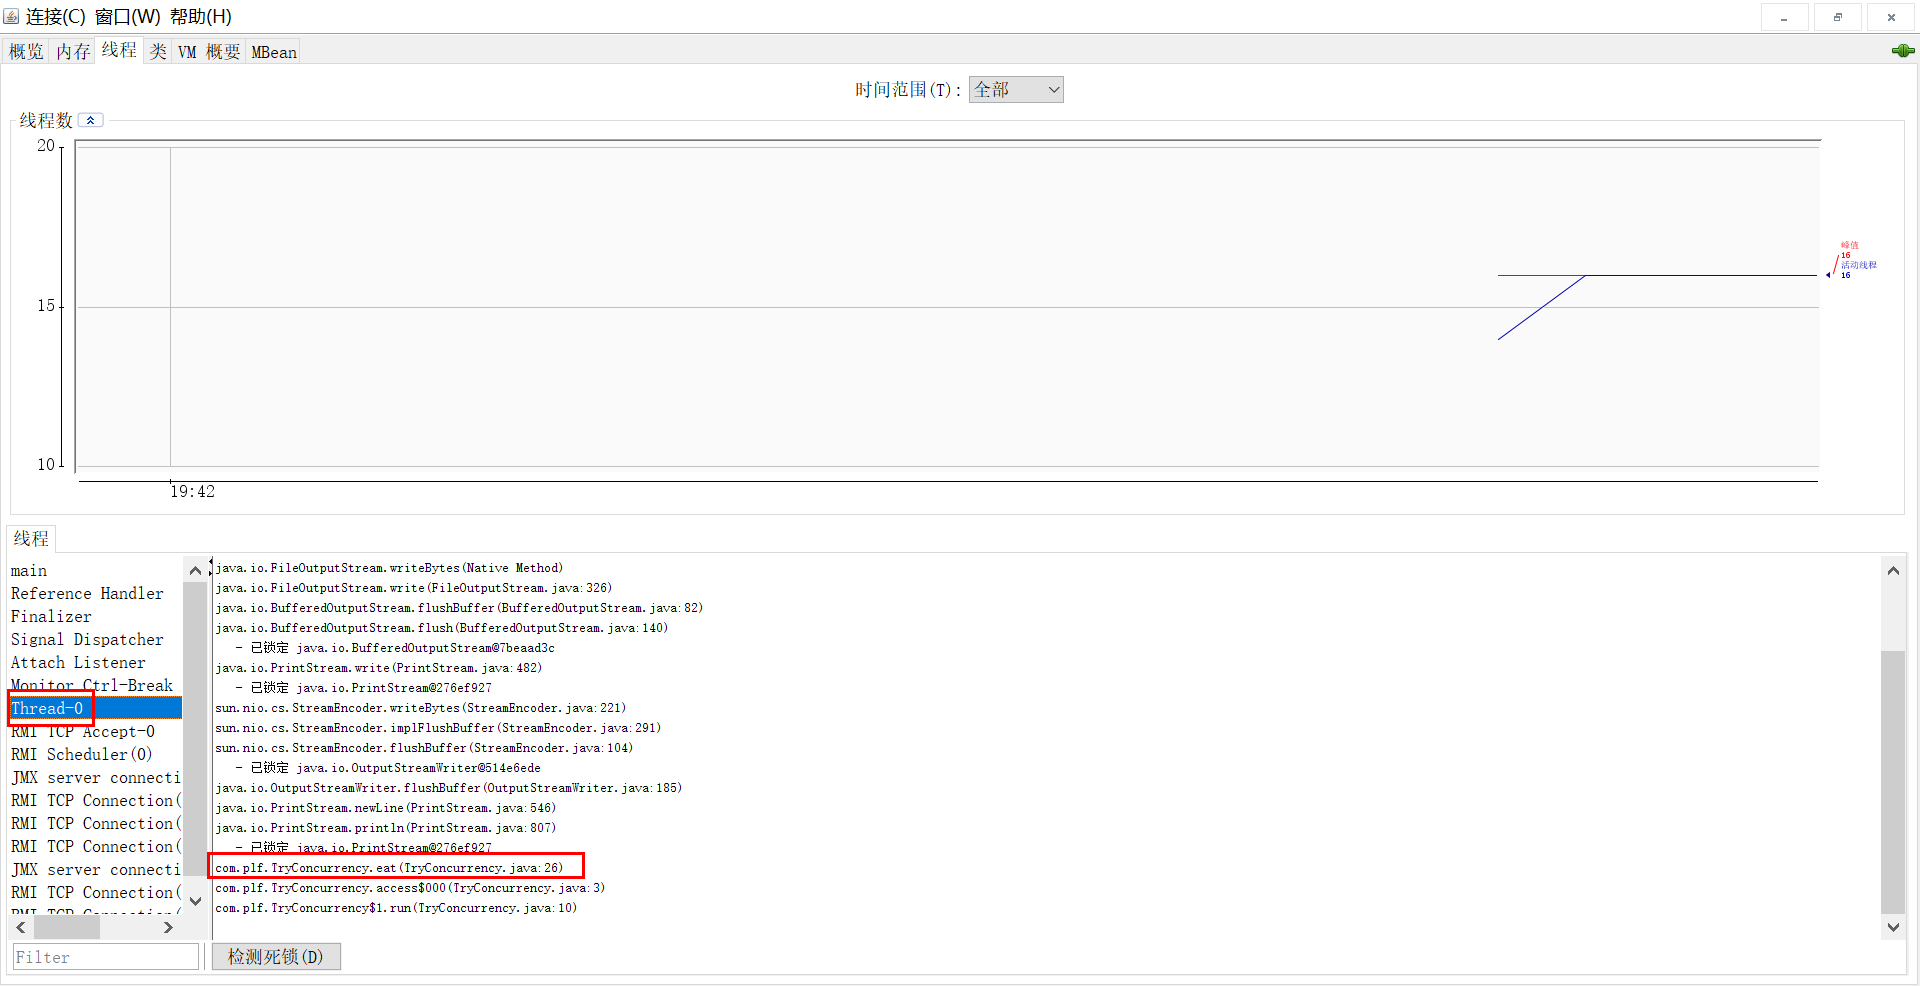 连接(C) 窗口(W) 帮助(H)
概览 内存 线程 类 VM 概要 MBean
时间范围(T): 全部
线程数
20
15
10
19:42
峰值
16
活动线程
16
线程
main
Reference Handler
Finalizer
Signal Dispatcher
Attach Listener
Monitor Ctrl-Break
Thread-0
RMI TCP Accept-0
RMI Scheduler(0)
JMX server connecti
RMI TCP Connection(
RMI TCP Connection(
RMI TCP Connection(
JMX server connecti
RMI TCP Connection(
RMI TCP Connection(
Filter
java.io.FileOutputStream.writeBytes(Native Method)
java.io.FileOutputStream.write(FileOutputStream.java:326)
java.io.BufferedOutputStream.flushBuffer(BufferedOutputStream.java:82)
java.io.BufferedOutputStream.flush(BufferedOutputStream.java:140)
- 已锁定 java.io.BufferedOutputStream@7beaad3c
java.io.PrintStream.write(PrintStream.java:482)
- 已锁定 java.io.PrintStream@276ef927
sun.nio.cs.StreamEncoder.writeBytes(StreamEncoder.java:221)
sun.nio.cs.StreamEncoder.implFlushBuffer(StreamEncoder.java:291)
sun.nio.cs.StreamEncoder.flushBuffer(StreamEncoder.java:104)
- 已锁定 java.io.OutputStreamWriter@514e6ede
java.io.OutputStreamWriter.flushBuffer(OutputStreamWriter.java:185)
java.io.PrintStream.newLine(PrintStream.java:546)
java.io.PrintStream.println(PrintStream.java:807)
- 已锁定 java.io.PrintStream@276ef927
com.plf.TryConcurrency.eat(TryConcurrency.java:26)
com.plf.TryConcurrency.access$000(TryConcurrency.java:3)
com.plf.TryConcurrency$1.run(TryConcurrency.java:10)
检测死锁(D)